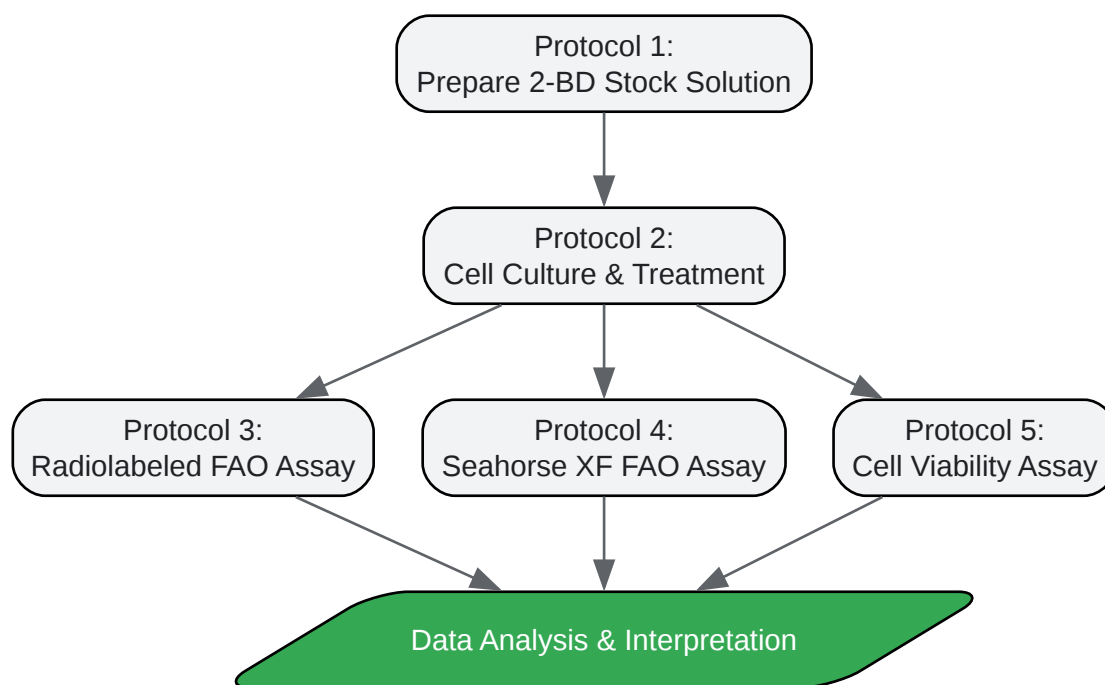 Protocol 1:
Prepare 2-BD Stock Solution
Protocol 2:
Cell Culture & Treatment
Protocol 3:
Radiolabeled FAO Assay
Protocol 4:
Seahorse XF FAO Assay
Protocol 5:
Cell Viability Assay
Data Analysis & Interpretation